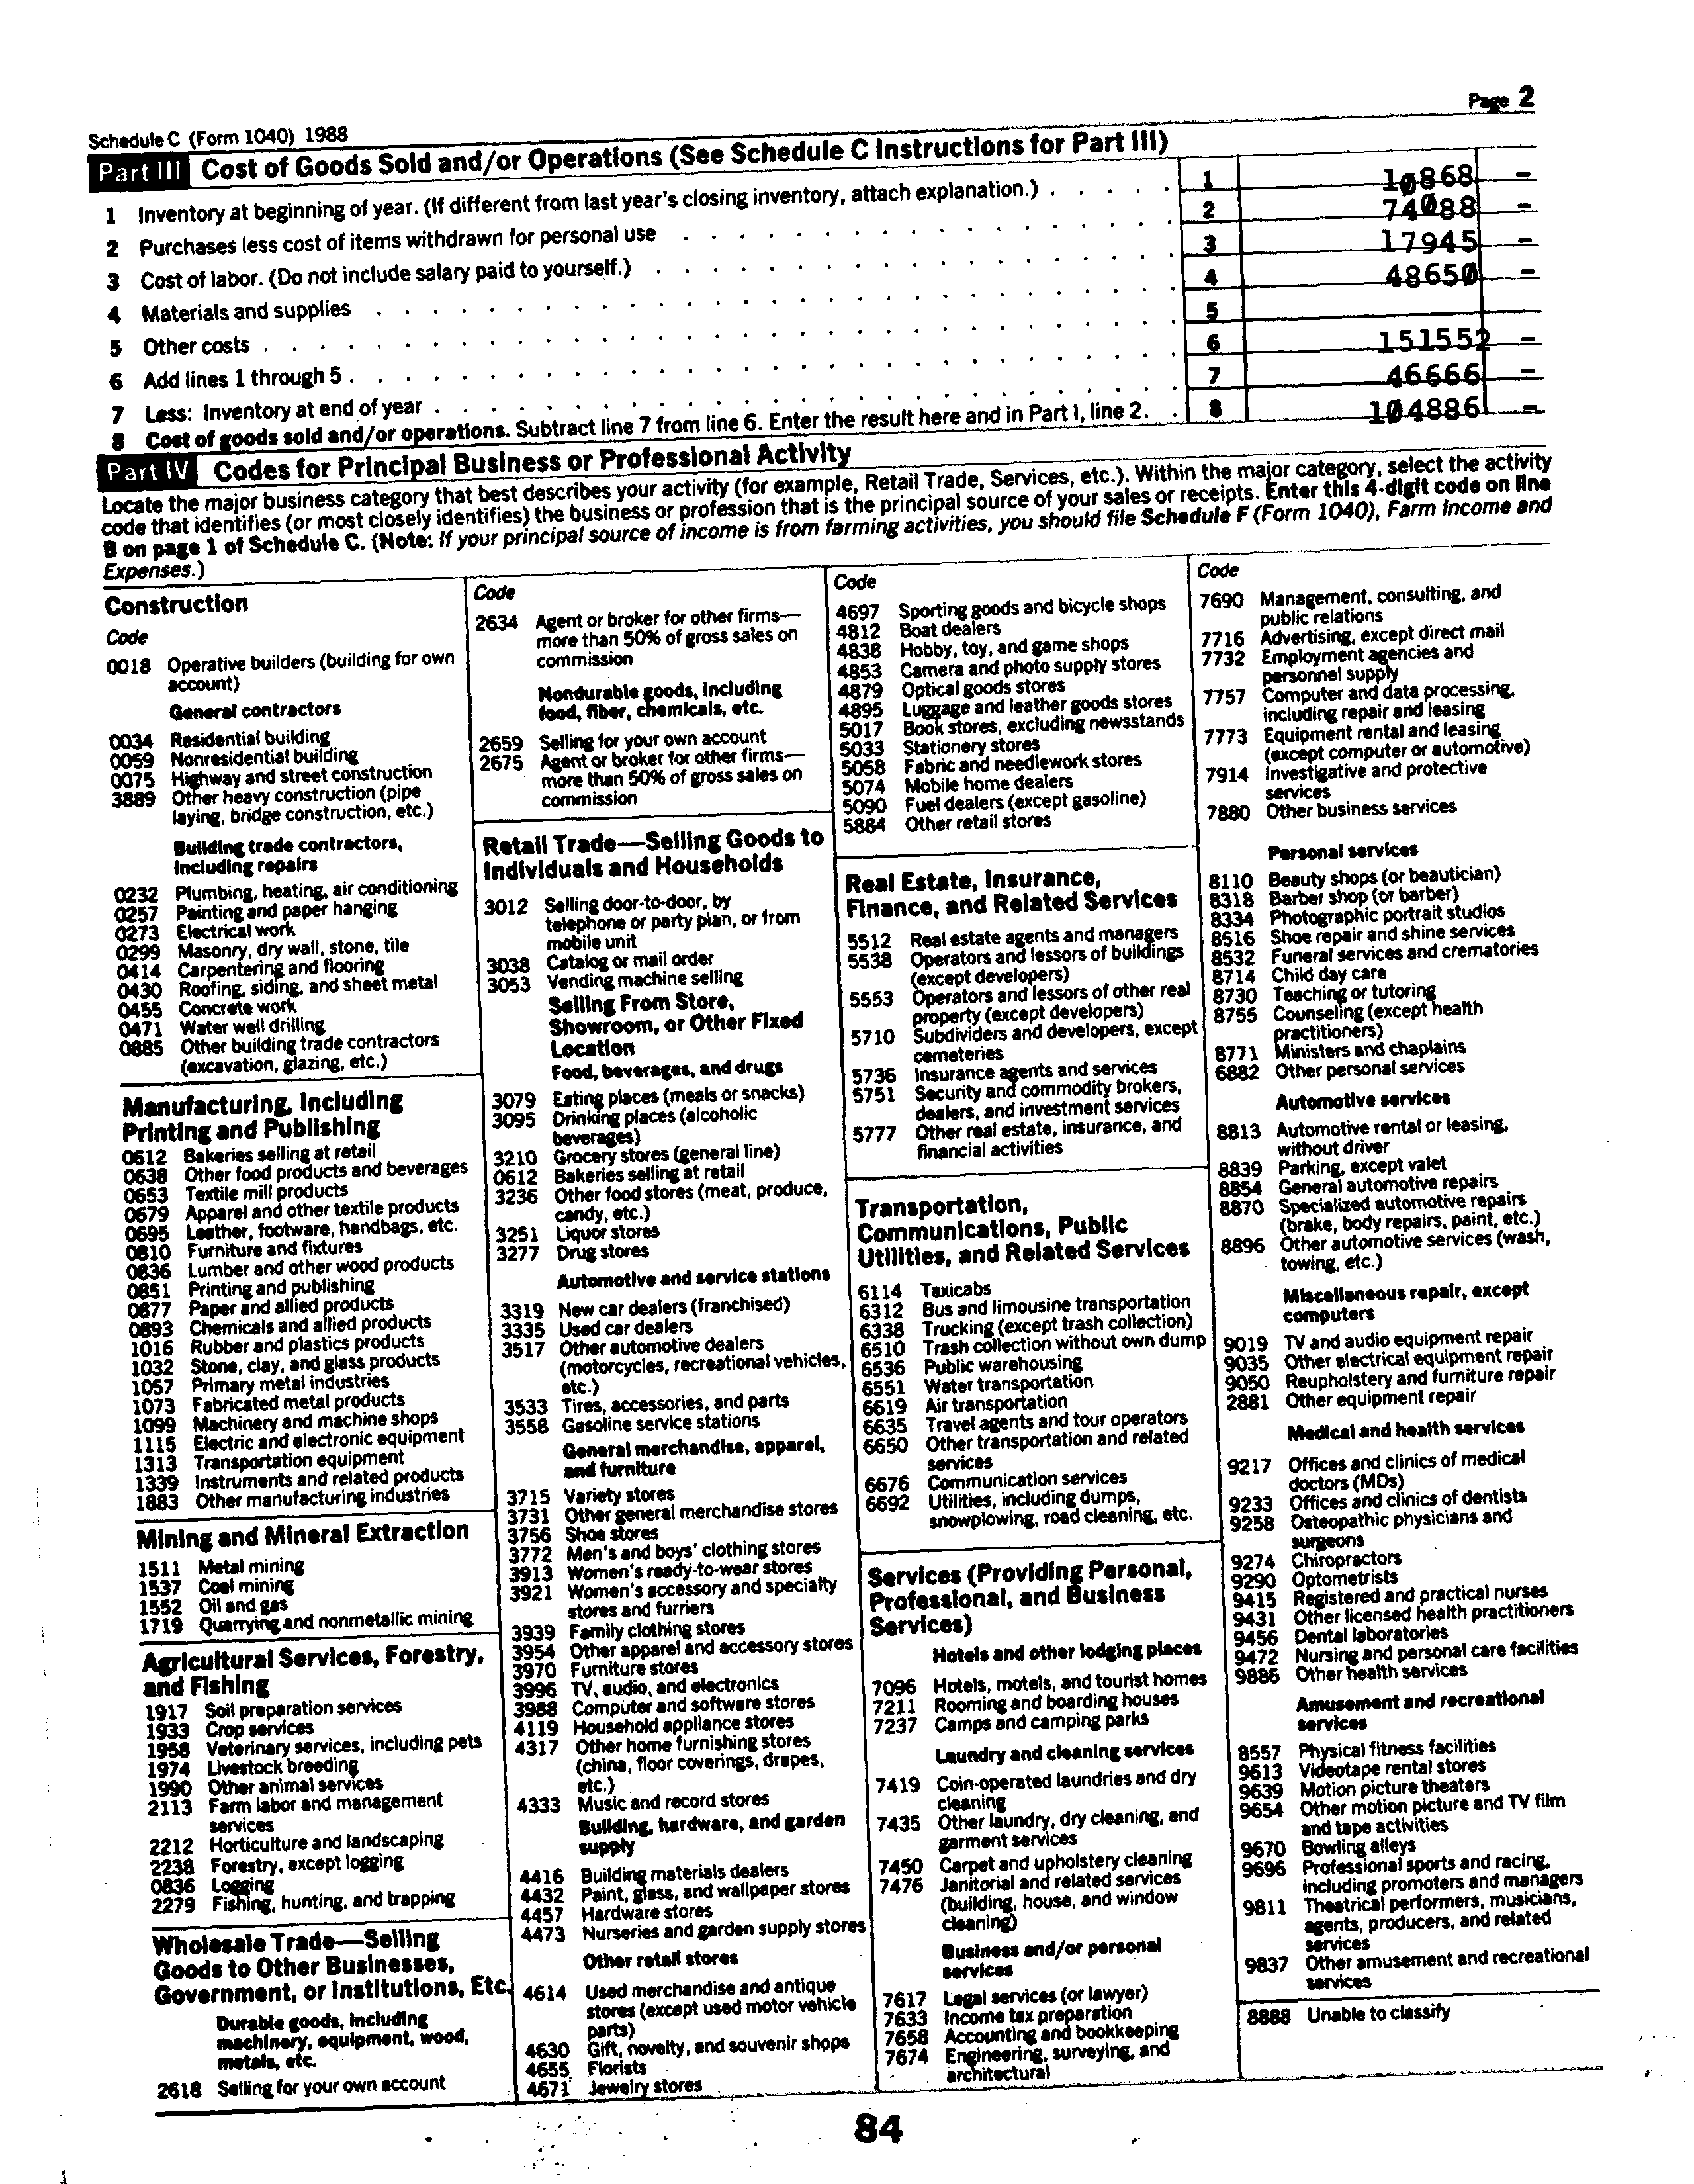 Page 2
Schedule C (Form 1040) 1988
Part III Cost of Goods Sold and/or Operations (See Schedule C Instructions for Part III)
1 Inventory at beginning of year. (If different from last year's closing inventory, attach explanation.) . . . . . 1 10868 –
2 Purchases less cost of items withdrawn for personal use 2 74088 –
3 Cost of labor. (Do not include salary paid to yourself.) 3 17945 –
4 Materials and supplies 4 48650 –
5 Other costs 5
6 Add lines 1 through 5. 6 151552 –
7 Less: Inventory at end of year 7 46666 –
8 Cost of goods sold and/or operations. Subtract line 7 from line 6. Enter the result here and in Part I, line 2. . 8 104886 –
Part IV Codes for Principal Business or Professional Activity
Locate the major business category that best describes your activity (for example, Retail Trade, Services, etc.). Within the major category, select the activity
code that identifies (or most closely identifies) the business or profession that is the principal source of your sales or receipts. Enter this 4-digit code on line
B on page 1 of Schedule C. (Note: If your principal source of income is from farming activities, you should file Schedule F (Form 1040), Farm Income and
Expenses.)
Construction
Code
0018 Operative builders (building for own
account)
General contractors
0034 Residential building
0059 Nonresidential building
0075 Highway and street construction
3889 Other heavy construction (pipe
laying, bridge construction, etc.)
Building trade contractors,
including repairs
0232 Plumbing, heating, air conditioning
0257 Painting and paper hanging
0273 Electrical work
0299 Masonry, dry wall, stone, tile
0414 Carpentering and flooring
0430 Roofing, siding, and sheet metal
0455 Concrete work
0471 Water well drilling
0885 Other building trade contractors
(excavation, glazing, etc.)
Manufacturing, Including
Printing and Publishing
0612 Bakeries selling at retail
0638 Other food products and beverages
0653 Textile mill products
0679 Apparel and other textile products
0695 Leather, footware, handbags, etc.
0810 Furniture and fixtures
0836 Lumber and other wood products
0851 Printing and publishing
0877 Paper and allied products
0893 Chemicals and allied products
1016 Rubber and plastics products
1032 Stone, clay, and glass products
1057 Primary metal industries
1073 Fabricated metal products
1099 Machinery and machine shops
1115 Electric and electronic equipment
1313 Transportation equipment
1339 Instruments and related products
1883 Other manufacturing industries
Mining and Mineral Extraction
1511 Metal mining
1537 Coal mining
1552 Oil and gas
1719 Quarrying and nonmetallic mining
Agricultural Services, Forestry,
and Fishing
1917 Soil preparation services
1933 Crop services
1958 Veterinary services, including pets
1974 Livestock breeding
1990 Other animal services
2113 Farm labor and management
services
2212 Horticulture and landscaping
2238 Forestry, except logging
0836 Logging
2279 Fishing, hunting, and trapping
Wholesale Trade—Selling
Goods to Other Businesses,
Government, or Institutions, Etc.
Durable goods, including
machinery, equipment, wood,
metals, etc.
2618 Selling for your own account
Code
2634 Agent or broker for other firms—
more than 50% of gross sales on
commission
Nondurable goods, including
food, fiber, chemicals, etc.
2659 Selling for your own account
2675 Agent or broker for other firms—
more than 50% of gross sales on
commission
Retail Trade—Selling Goods to
Individuals and Households
3012 Selling door-to-door, by
telephone or party plan, or from
mobile unit
3038 Catalog or mail order
3053 Vending machine selling
Selling From Store,
Showroom, or Other Fixed
Location
Food, beverages, and drugs
3079 Eating places (meals or snacks)
3095 Drinking places (alcoholic
beverages)
3210 Grocery stores (general line)
0612 Bakeries selling at retail
3236 Other food stores (meat, produce,
candy, etc.)
3251 Liquor stores
3277 Drug stores
Automotive and service stations
3319 New car dealers (franchised)
3335 Used car dealers
3517 Other automotive dealers
(motorcycles, recreational vehicles,
etc.)
3533 Tires, accessories, and parts
3558 Gasoline service stations
General merchandise, apparel,
and furniture
3715 Variety stores
3731 Other general merchandise stores
3756 Shoe stores
3772 Men's and boys' clothing stores
3913 Women's ready-to-wear stores
3921 Women's accessory and specialty
stores and furriers
3939 Family clothing stores
3954 Other apparel and accessory stores
3970 Furniture stores
3996 TV, audio, and electronics
3988 Computer and software stores
4119 Household appliance stores
4317 Other home furnishing stores
(china, floor coverings, drapes,
etc.)
4333 Music and record stores
Building, hardware, and garden
supply
4416 Building materials dealers
4432 Paint, glass, and wallpaper stores
4457 Hardware stores
4473 Nurseries and garden supply stores
Other retail stores
4614 Used merchandise and antique
stores (except used motor vehicle
parts)
4630 Gift, novelty, and souvenir shops
4655 Florists
4671 Jewelry stores
Code
4697 Sporting goods and bicycle shops
4812 Boat dealers
4838 Hobby, toy, and game shops
4853 Camera and photo supply stores
4879 Optical goods stores
4895 Luggage and leather goods stores
5017 Book stores, excluding newsstands
5033 Stationery stores
5058 Fabric and needlework stores
5074 Mobile home dealers
5090 Fuel dealers (except gasoline)
5884 Other retail stores
Real Estate, Insurance,
Finance, and Related Services
5512 Real estate agents and managers
5538 Operators and lessors of buildings
(except developers)
5553 Operators and lessors of other real
property (except developers)
5710 Subdividers and developers, except
cemeteries
5736 Insurance agents and services
5751 Security and commodity brokers,
dealers, and investment services
5777 Other real estate, insurance, and
financial activities
Transportation,
Communications, Public
Utilities, and Related Services
6114 Taxicabs
6312 Bus and limousine transportation
6338 Trucking (except trash collection)
6510 Trash collection without own dump
6536 Public warehousing
6551 Water transportation
6619 Air transportation
6635 Travel agents and tour operators
6650 Other transportation and related
services
6676 Communication services
6692 Utilities, including dumps,
snowplowing, road cleaning, etc.
Services (Providing Personal,
Professional, and Business
Services)
Hotels and other lodging places
7096 Hotels, motels, and tourist homes
7211 Rooming and boarding houses
7237 Camps and camping parks
Laundry and cleaning services
7419 Coin-operated laundries and dry
cleaning
7435 Other laundry, dry cleaning, and
garment services
7450 Carpet and upholstery cleaning
7476 Janitorial and related services
(building, house, and window
cleaning)
Business and/or personal
services
7617 Legal services (or lawyer)
7633 Income tax preparation
7658 Accounting and bookkeeping
7674 Engineering, surveying, and
architectural
Code
7690 Management, consulting, and
public relations
7716 Advertising, except direct mail
7732 Employment agencies and
personnel supply
7757 Computer and data processing,
including repair and leasing
7773 Equipment rental and leasing
(except computer or automotive)
7914 Investigative and protective
services
7880 Other business services
Personal services
8110 Beauty shops (or beautician)
8318 Barber shop (or barber)
8334 Photographic portrait studios
8516 Shoe repair and shine services
8532 Funeral services and crematories
8714 Child day care
8730 Teaching or tutoring
8755 Counseling (except health
practitioners)
8771 Ministers and chaplains
6882 Other personal services
Automotive services
8813 Automotive rental or leasing,
without driver
8839 Parking, except valet
8854 General automotive repairs
8870 Specialized automotive repairs
(brake, body repairs, paint, etc.)
8896 Other automotive services (wash,
towing, etc.)
Miscellaneous repair, except
computers
9019 TV and audio equipment repair
9035 Other electrical equipment repair
9050 Reupholstery and furniture repair
2881 Other equipment repair
Medical and health services
9217 Offices and clinics of medical
doctors (MDs)
9233 Offices and clinics of dentists
9258 Osteopathic physicians and
surgeons
9274 Chiropractors
9290 Optometrists
9415 Registered and practical nurses
9431 Other licensed health practitioners
9456 Dental laboratories
9472 Nursing and personal care facilities
9886 Other health services
Amusement and recreational
services
8557 Physical fitness facilities
9613 Videotape rental stores
9639 Motion picture theaters
9654 Other motion picture and TV film
and tape activities
9670 Bowling alleys
9696 Professional sports and racing,
including promoters and managers
9811 Theatrical performers, musicians,
agents, producers, and related
services
9837 Other amusement and recreational
services
8888 Unable to classify
84